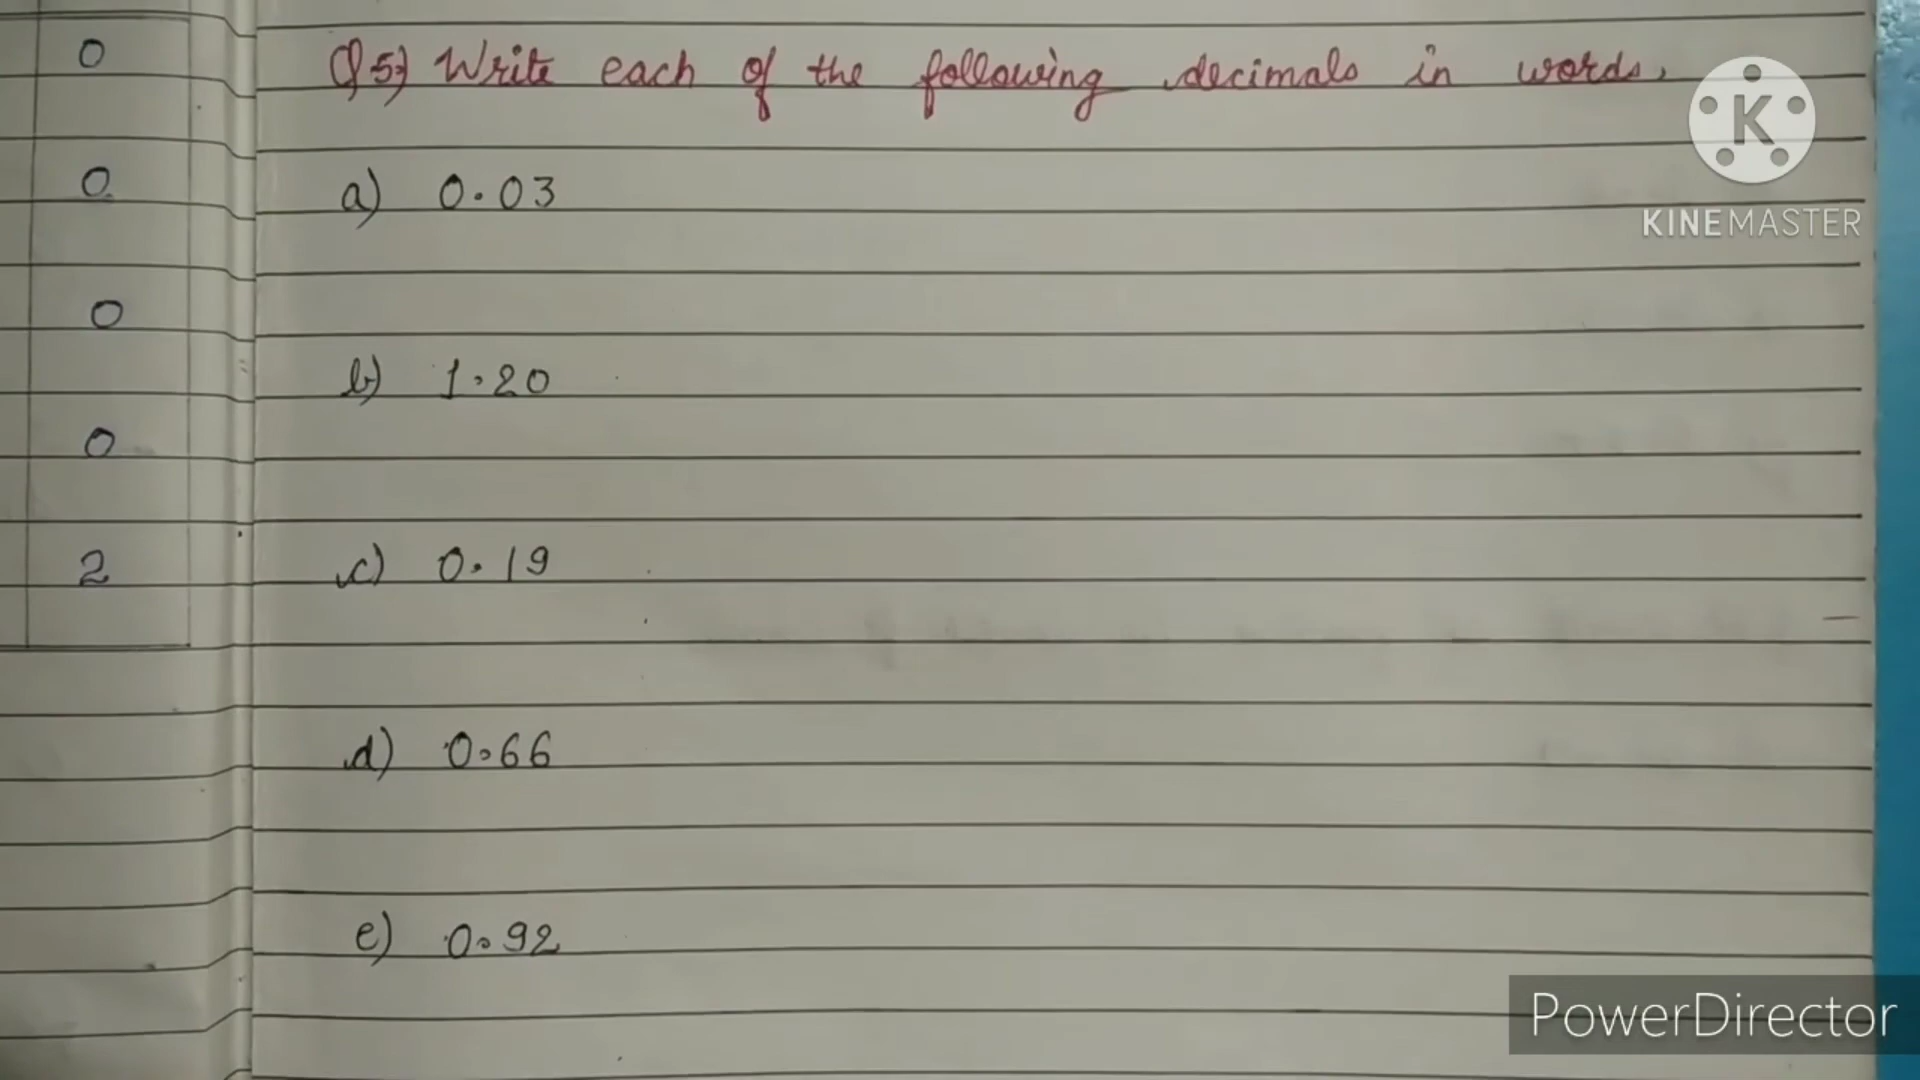 0
0
0
0
2
Q5) Write each of the following decimals in words.
a) 0.03
b) 1.20
c) 0.19
d) 0.66
e) 0.92
K
KINEMASTER
PowerDirector